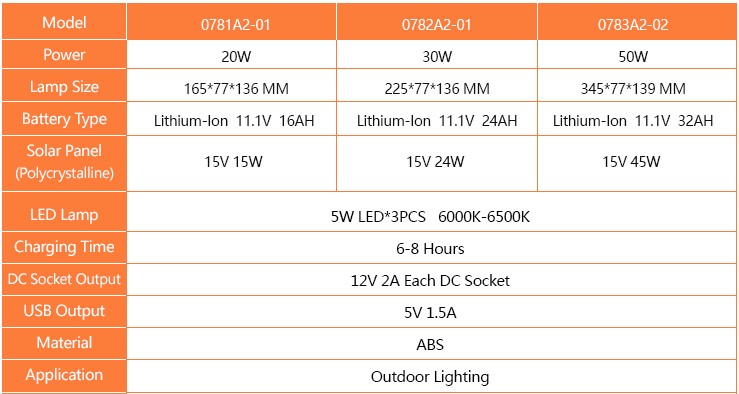 Model 0781A2-01 0782A2-01 0783A2-02
Power 20W 30W 50W
Lamp Size 165*77*136 MM 225*77*136 MM 345*77*139 MM
Battery Type Lithium-Ion 11.1V 16AH Lithium-Ion 11.1V 24AH Lithium-Ion 11.1V 32AH
Solar Panel
(Polycrystalline) 15V 15W 15V 24W 15V 45W
LED Lamp 5W LED*3PCS 6000K-6500K
Charging Time 6-8 Hours
DC Socket Output 12V 2A Each DC Socket
USB Output 5V 1.5A
Material ABS
Application Outdoor Lighting